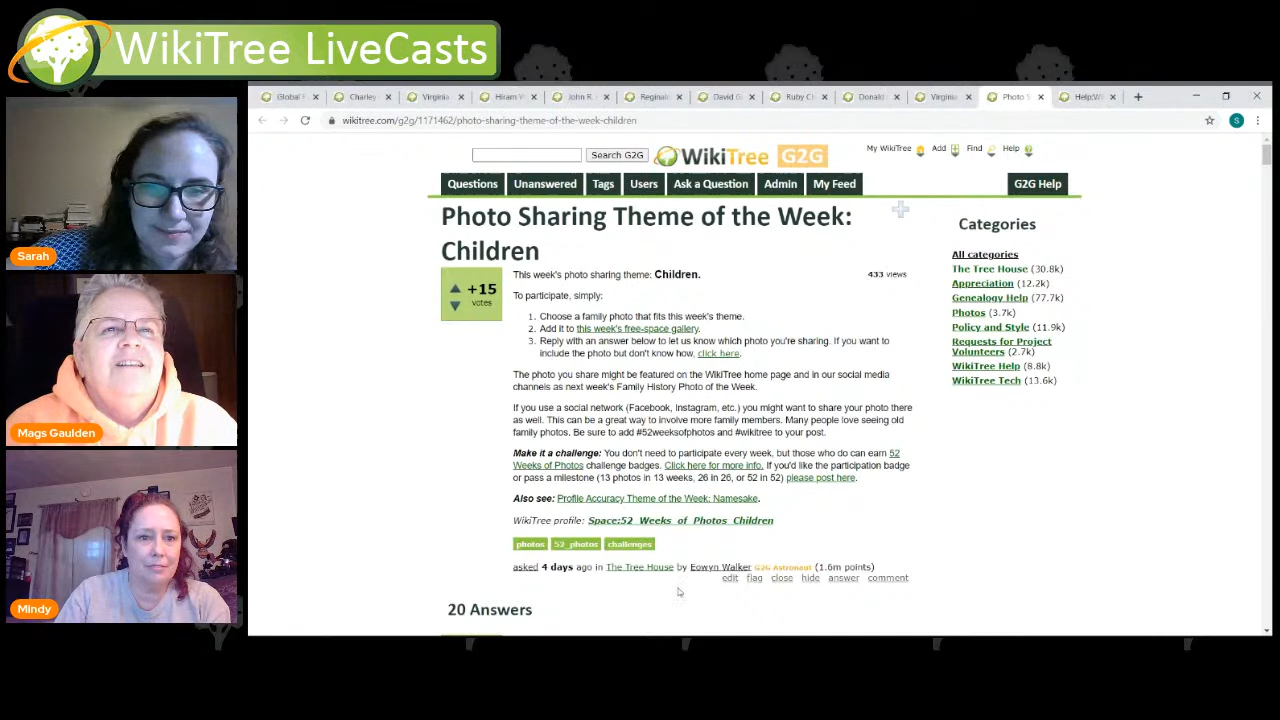 WikiTree LiveCasts
Sarah
Mags Gaulden
Mindy
Global F
Charley
Virginia
Hiram W
John R.
Reginal
David G
Ruby C
Donald
Virginia
Photo S
Help:W
wikitree.com/g2g/1171462/photo-sharing-theme-of-the-week-children
Search G2G
WikiTree G2G
My WikiTree Add Find Help
Questions Unanswered Tags Users Ask a Question Admin My Feed G2G Help
Photo Sharing Theme of the Week:
Children
+15
votes
This week's photo sharing theme: Children.
433 views
To participate, simply:
1. Choose a family photo that fits this week's theme.
2. Add it to this week's free-space gallery.
3. Reply with an answer below to let us know which photo you're sharing. If you want to
include the photo but don't know how, click here.
The photo you share might be featured on the WikiTree home page and in our social media
channels as next week's Family History Photo of the Week.
If you use a social network (Facebook, Instagram, etc.) you might want to share your photo there
as well. This can be a great way to involve more family members. Many people love seeing old
family photos. Be sure to add #52weeksofphotos and #wikitree to your post.
Make it a challenge: You don't need to participate every week, but those who do can earn 52
Weeks of Photos challenge badges. Click here for more info. If you'd like the participation badge
or pass a milestone (13 photos in 13 weeks, 26 in 26, or 52 in 52) please post here.
Also see: Profile Accuracy Theme of the Week: Namesake.
WikiTree profile: Space:52_Weeks_of_Photos_Children
photos 52_photos challenges
asked 4 days ago in The Tree House by Eowyn Walker G2G Astronaut (1.6m points)
edit flag close hide answer comment
20 Answers
Categories
All categories
The Tree House (30.8k)
Appreciation (12.2k)
Genealogy Help (77.7k)
Photos (3.7k)
Policy and Style (11.9k)
Requests for Project
Volunteers (2.7k)
WikiTree Help (8.8k)
WikiTree Tech (13.6k)